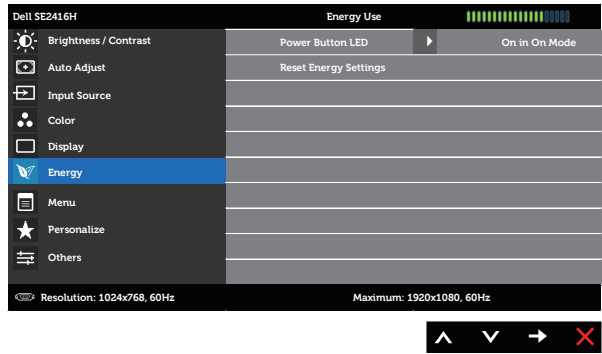 Dell SE2416H Energy Use
Brightness / Contrast Power Button LED On in On Mode
Auto Adjust Reset Energy Settings
Input Source
Color
Display
Energy
Menu
Personalize
Others
Resolution: 1024x768, 60Hz Maximum: 1920x1080, 60Hz